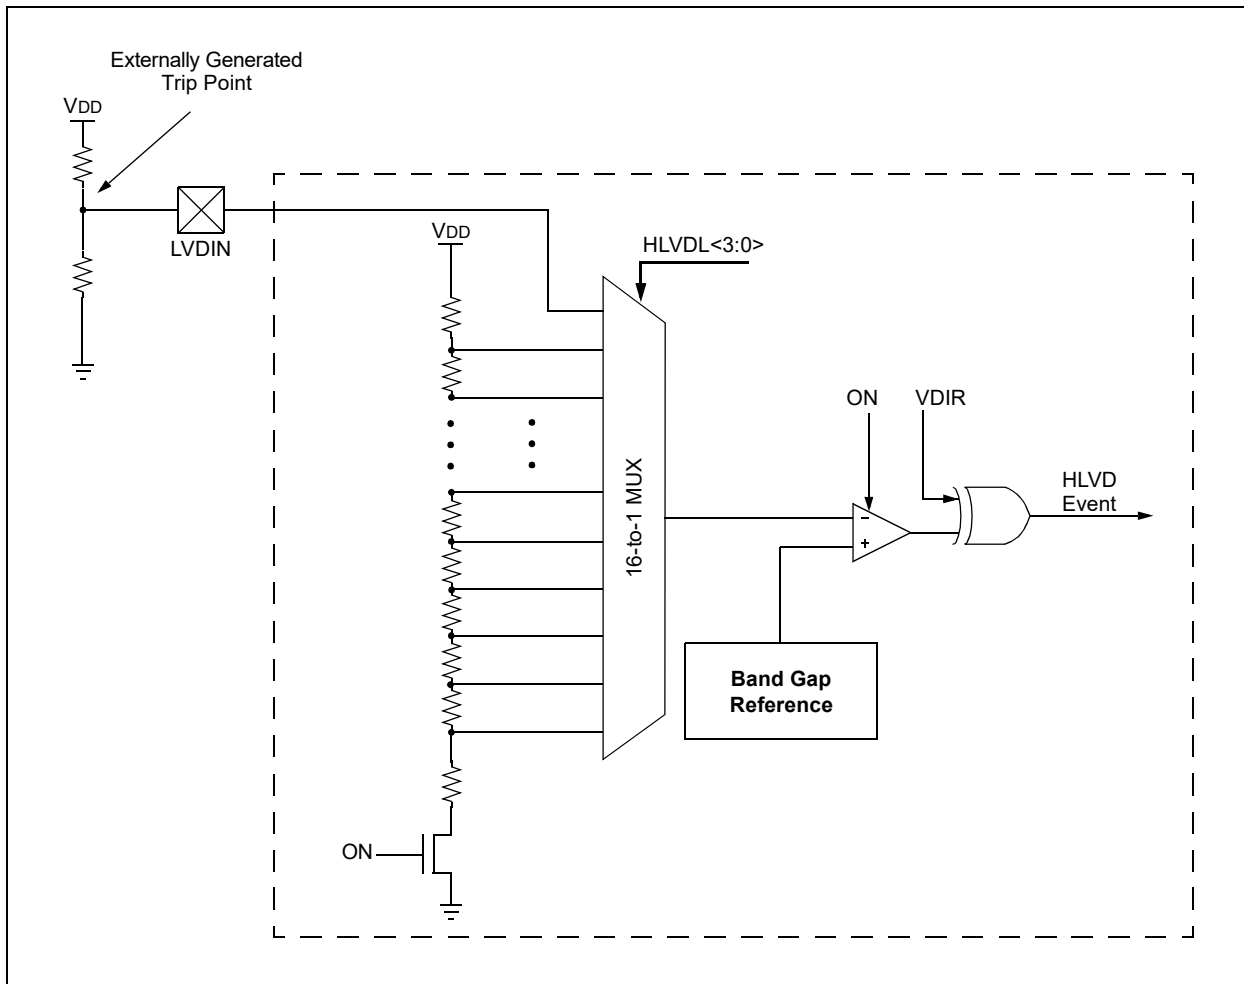 Externally Generated
Trip Point
VDD
LVDIN
VDD
HLVDL<3:0>
ON
VDIR
16-to-1 MUX
−
+
HLVD
Event
Band Gap
Reference
ON